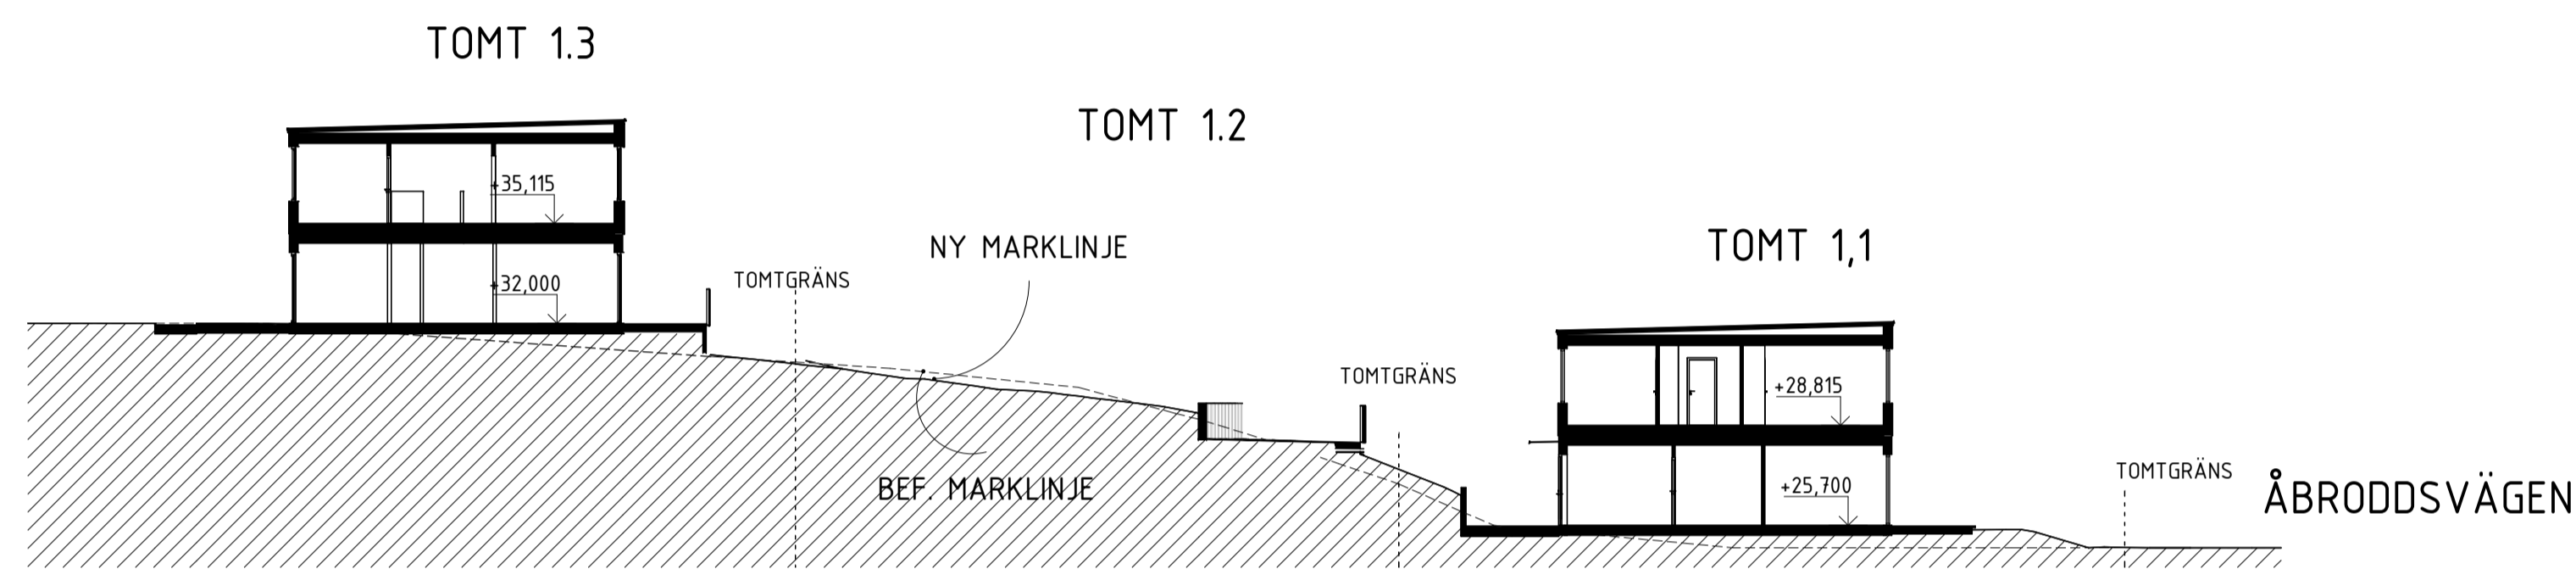 TOMT 1.3
TOMT 1.2
+35,115
NY MARKLINJE
TOMT 1,1
TOMTGRÄNS
+32,000
TOMTGRÄNS
+28,815
BEF. MARKLINJE
+25,700
TOMTGRÄNS
ÅBRODDSVÄGEN